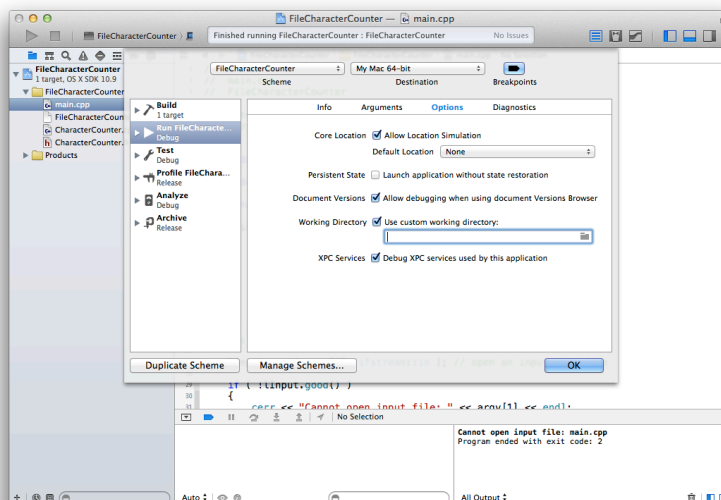 FileCharacterCounter — main.cpp
FileCharacterCounter
Finished running FileCharacterCounter : FileCharacterCounter
No Issues
FileCharacterCounter
1 target, OS X SDK 10.9
FileCharacterCounter
main.cpp
FileCharacterCoun
CharacterCounter.
CharacterCounter.
Products
FileCharacterCounter
My Mac 64-bit
Scheme
Destination
Breakpoints
Build
1 target
Run FileCharacte...
Debug
Test
Debug
Profile FileChara...
Release
Analyze
Debug
Archive
Release
Info
Arguments
Options
Diagnostics
Core Location
Allow Location Simulation
Default Location
None
Persistent State
Launch application without state restoration
Document Versions
Allow debugging when using document Versions Browser
Working Directory
Use custom working directory:
XPC Services
Debug XPC services used by this application
Duplicate Scheme
Manage Schemes...
OK
29 if ( !(input.good() )
30 {
31 cerr << "Cannot open input file: " << argv[1] << endl;
No Selection
Cannot open input file: main.cpp
Program ended with exit code: 2
Auto
All Output